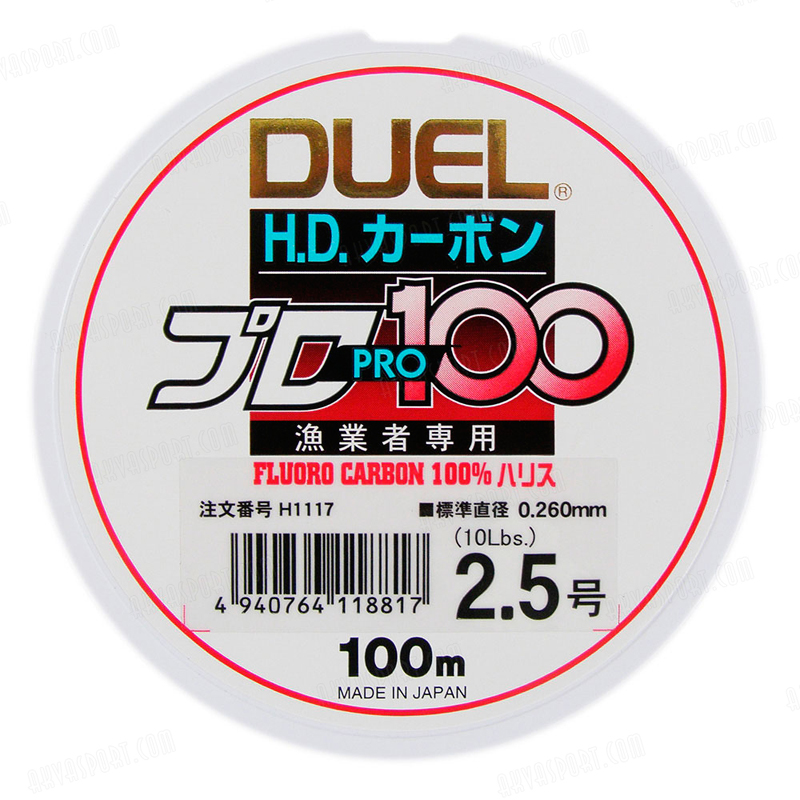 DUEL®
H.D. カーボン
プロ PRO 100
漁業者専用
FLUORO CARBON 100% ハリス
注文番号 H1117 ■標準直径 0.260mm
(10Lbs.)
2.5号
4 940764 118817
100m
MADE IN JAPAN